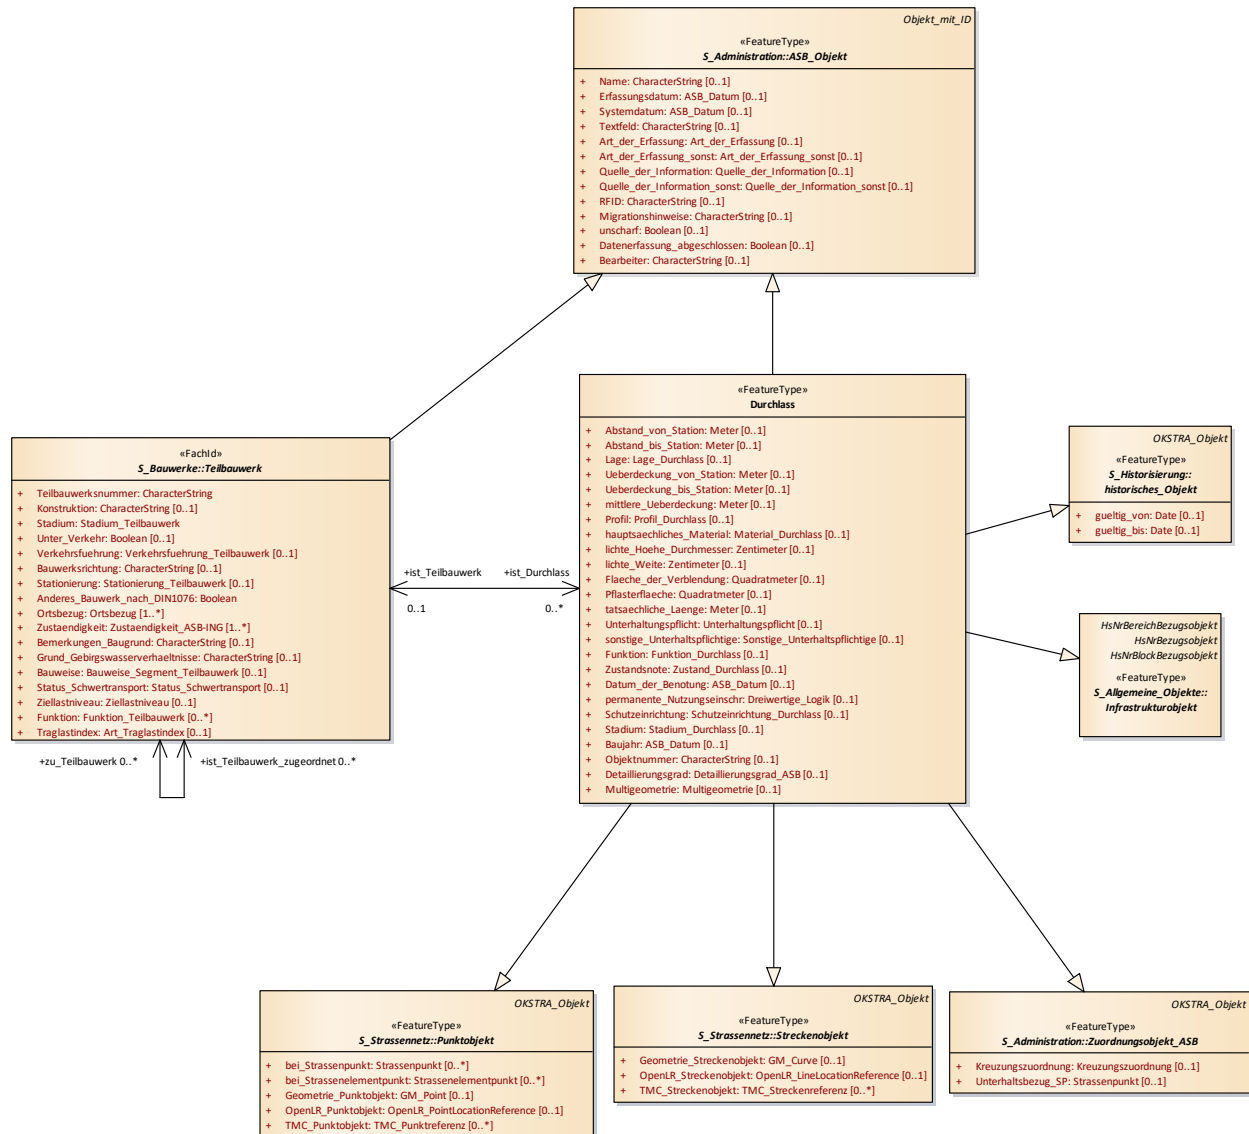 Objekt_mit_ID
«FeatureType»
S_Administration::ASB_Objekt
+ Name: CharacterString [0..1]
+ Erfassungsdatum: ASB_Datum [0..1]
+ Systemdatum: ASB_Datum [0..1]
+ Textfeld: CharacterString [0..1]
+ Art_der_Erfassung: Art_der_Erfassung [0..1]
+ Art_der_Erfassung_sonst: Art_der_Erfassung_sonst [0..1]
+ Quelle_der_Information: Quelle_der_Information [0..1]
+ Quelle_der_Information_sonst: Quelle_der_Information_sonst [0..1]
+ RFID: CharacterString [0..1]
+ Migrationshinweise: CharacterString [0..1]
+ unscharf: Boolean [0..1]
+ Datenerfassung_abgeschlossen: Boolean [0..1]
+ Bearbeiter: CharacterString [0..1]
«FachId»
S_Bauwerke::Teilbauwerk
+ Teilbauwerksnummer: CharacterString
+ Konstruktion: CharacterString [0..1]
+ Stadium: Stadium_Teilbauwerk
+ Unter_Verkehr: Boolean [0..1]
+ Verkehrsfuehrung: Verkehrsfuehrung_Teilbauwerk [0..1]
+ Bauwerksrichtung: CharacterString [0..1]
+ Stationierung: Stationierung_Teilbauwerk [0..1]
+ Anderes_Bauwerk_nach_DIN1076: Boolean
+ Ortsbezug: Ortsbezug [1..*]
+ Zustaendigkeit: Zustaendigkeit_ASB-ING [1..*]
+ Bemerkungen_Baugrund: CharacterString [0..1]
+ Grund_Gebirgswasserverhaeltnisse: CharacterString [0..1]
+ Bauweise: Bauweise_Segment_Teilbauwerk [0..1]
+ Status_Schwertransport: Status_Schwertransport [0..1]
+ Ziellastniveau: Ziellastniveau [0..1]
+ Funktion: Funktion_Teilbauwerk [0..*]
+ Traglastindex: Art_Traglastindex [0..1]
+zu_Teilbauwerk 0..*
+ist_Teilbauwerk_zugeordnet 0..*
+ist_Teilbauwerk
0..1
+ist_Durchlass
0..*
«FeatureType»
Durchlass
+ Abstand_von_Station: Meter [0..1]
+ Abstand_bis_Station: Meter [0..1]
+ Lage: Lage_Durchlass [0..1]
+ Ueberdeckung_von_Station: Meter [0..1]
+ Ueberdeckung_bis_Station: Meter [0..1]
+ mittlere_Ueberdeckung: Meter [0..1]
+ Profil: Profil_Durchlass [0..1]
+ hauptsaechliches_Material: Material_Durchlass [0..1]
+ lichte_Hoehe_Durchmesser: Zentimeter [0..1]
+ lichte_Weite: Zentimeter [0..1]
+ Flaeche_der_Verblendung: Quadratmeter [0..1]
+ Pflasterflaeche: Quadratmeter [0..1]
+ tatsaechliche_Laenge: Meter [0..1]
+ Unterhaltungspflicht: Unterhaltungspflicht [0..1]
+ sonstige_Unterhaltspflichtige: Sonstige_Unterhaltspflichtige [0..*]
+ Funktion: Funktion_Durchlass [0..1]
+ Zustandsnote: Zustand_Durchlass [0..1]
+ Datum_der_Benotung: ASB_Datum [0..1]
+ permanente_Nutzungseinschr: Dreiwertige_Logik [0..1]
+ Schutzeinrichtung: Schutzeinrichtung_Durchlass [0..1]
+ Stadium: Stadium_Durchlass [0..1]
+ Baujahr: ASB_Datum [0..1]
+ Objektnummer: CharacterString [0..1]
+ Detaillierungsgrad: Detaillierungsgrad_ASB [0..1]
+ Multigeometrie: Multigeometrie [0..1]
OKSTRA_Objekt
«FeatureType»
S_Historisierung::
historisches_Objekt
+ gueltig_von: Date [0..1]
+ gueltig_bis: Date [0..1]
HsNrBereichBezugsobjekt
HsNrBezugsobjekt
HsNrBlockBezugsobjekt
«FeatureType»
S_Allgemeine_Objekte::
Infrastrukturobjekt
OKSTRA_Objekt
«FeatureType»
S_Strassennetz::Punktobjekt
+ bei_Strassenpunkt: Strassenpunkt [0..*]
+ bei_Strassenelementpunkt: Strassenelementpunkt [0..*]
+ Geometrie_Punktobjekt: GM_Point [0..1]
+ OpenLR_Punktobjekt: OpenLR_PointLocationReference [0..1]
+ TMC_Punktobjekt: TMC_Punktreferenz [0..*]
OKSTRA_Objekt
«FeatureType»
S_Strassennetz::Streckenobjekt
+ Geometrie_Streckenobjekt: GM_Curve [0..1]
+ OpenLR_Streckenobjekt: OpenLR_LineLocationReference [0..1]
+ TMC_Streckenobjekt: TMC_Streckenreferenz [0..*]
OKSTRA_Objekt
«FeatureType»
S_Administration::Zuordnungsobjekt_ASB
+ Kreuzungszuordnung: Kreuzungszuordnung [0..1]
+ Unterhaltsbezug_SP: Strassenpunkt [0..1]